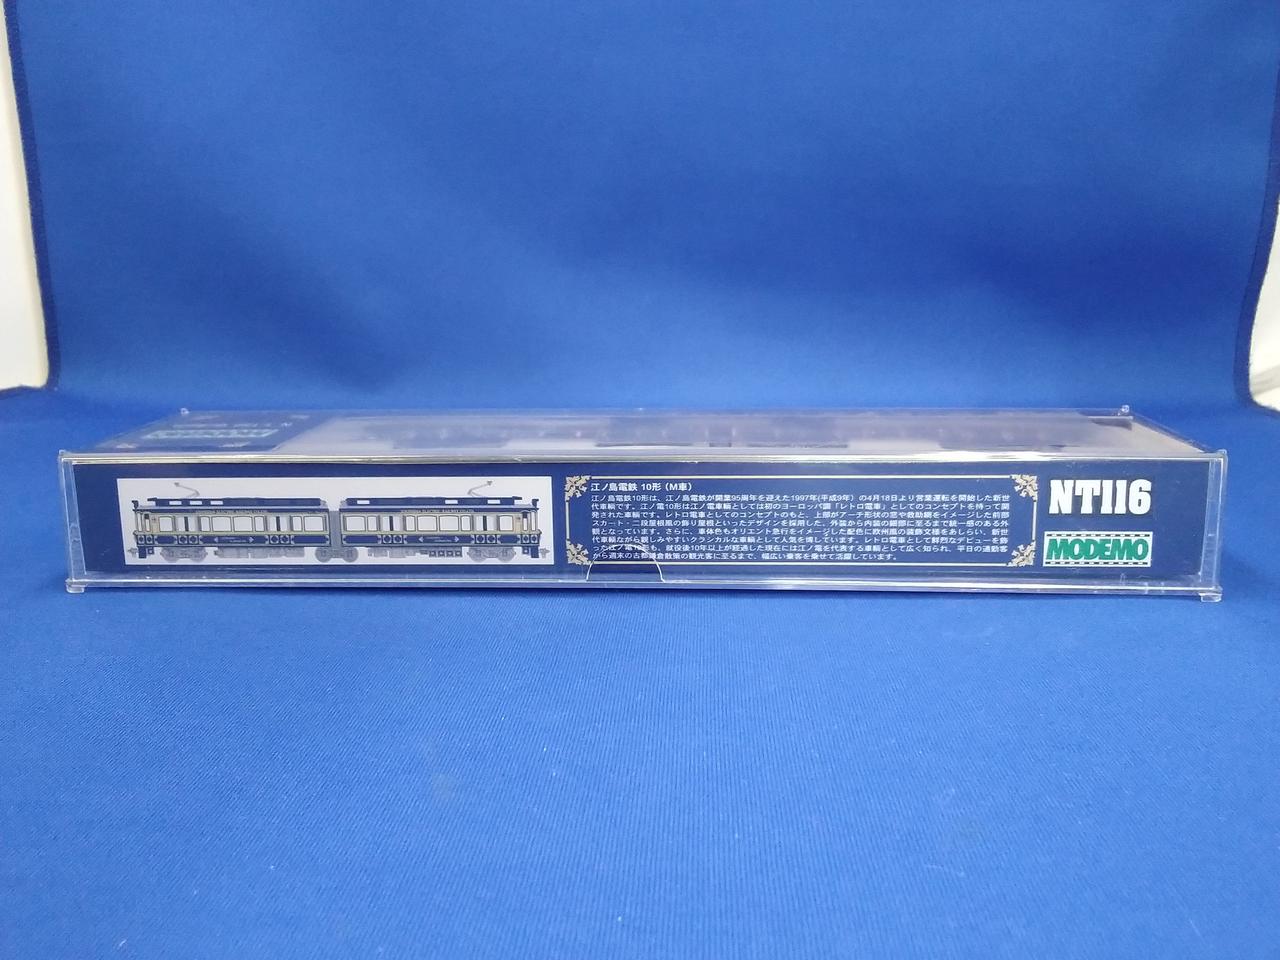 江ノ島電鉄 10形（M車）
江ノ島電鉄10形は、江ノ島電鉄が開業95周年を迎えた1997年(平成9年）の4月18日より営業運転を開始した新世
代車輌です。江ノ電10形は江ノ電車輌としては初のヨーロッパ調「レトロ電車」としてのコンセプトを持って開
発された車輌です。レトロ電車としてのコンセプトのもと、上部がアーチ形状の窓や救助網をイメージした前部
スカート・二段屋根風の飾り屋根といったデザインを採用した、外装から内装の細部に至るまで統一感のある外
観となっています。さらに、車体色もオリエント急行をイメージした配色に欧州風の装飾文様をあしらい、新世
代車輌ながら親しみやすいクラシカルな車輌として人気を博しています。レトロ電車として鮮烈なデビューを飾
った江ノ電10形も、就役後10年以上が経過した現在には江ノ電を代表する車輌として広く知られ、平日の通勤客
から週末の古都鎌倉散策の観光客に至るまで、幅広い乗客を乗せて活躍しています。
NT116
MODEMO